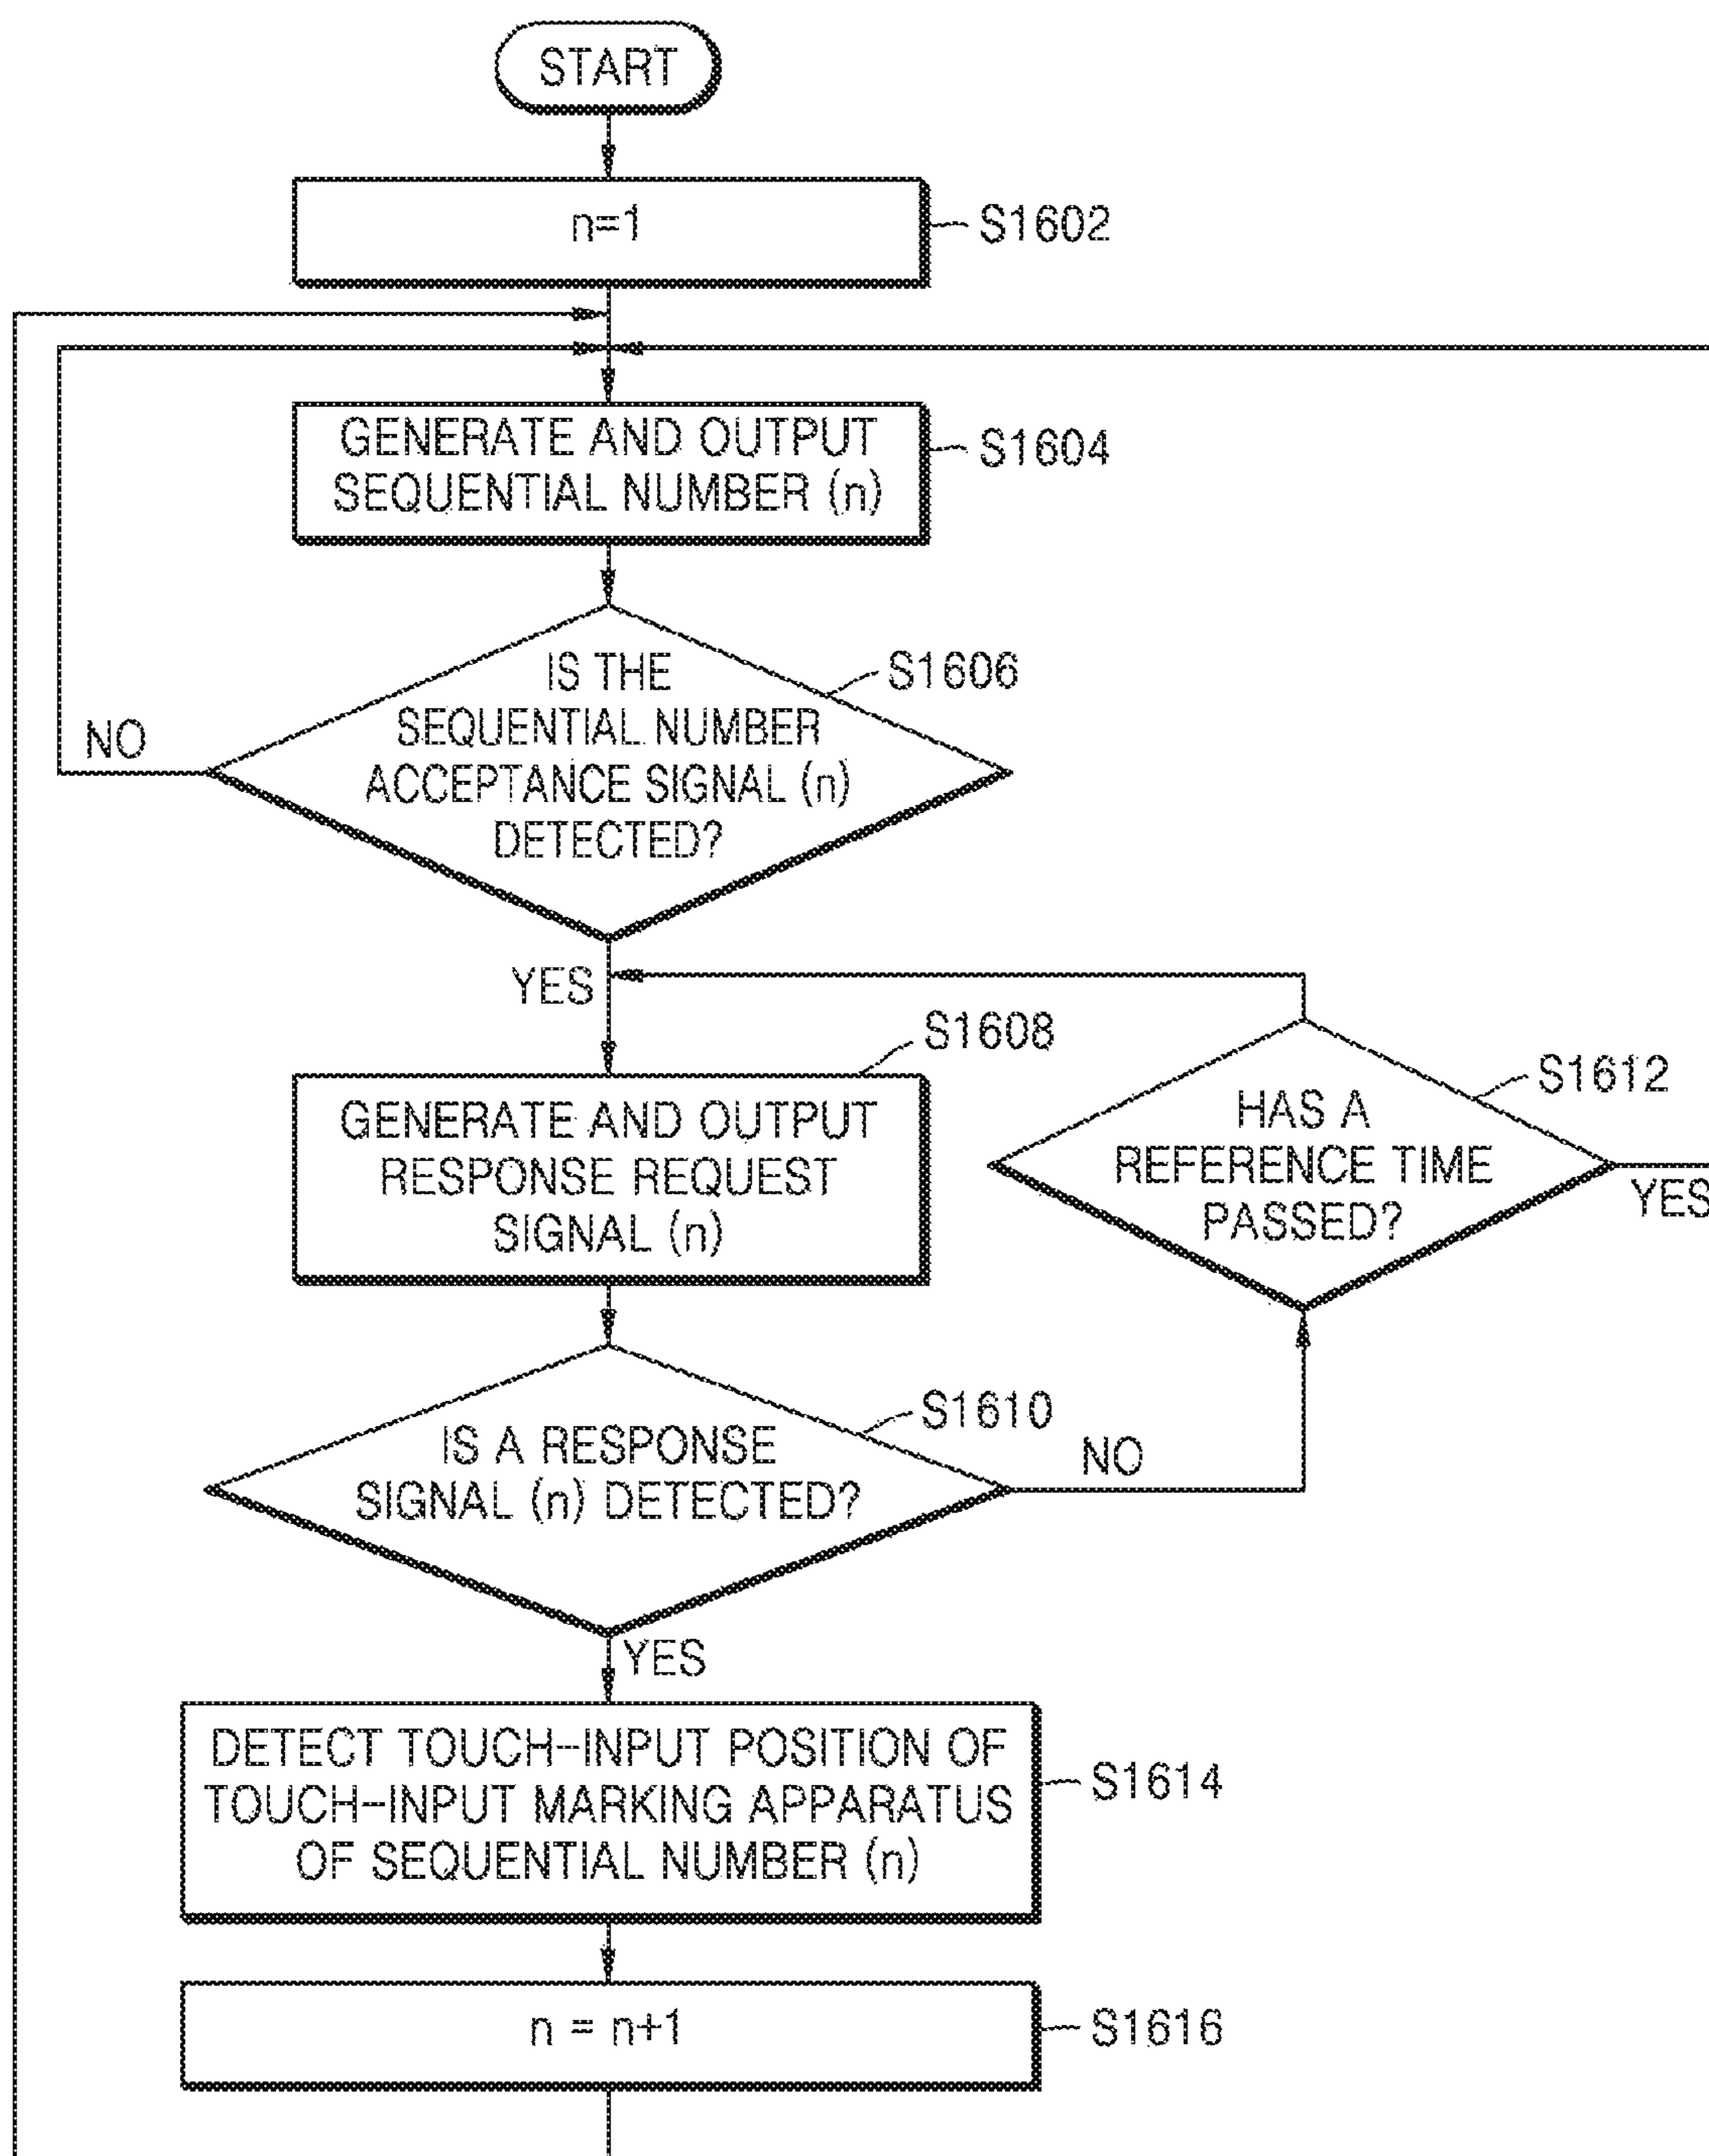 START
n=1
S1602
GENERATE AND OUTPUT
SEQUENTIAL NUMBER (n)
S1604
IS THE
SEQUENTIAL NUMBER
ACCEPTANCE SIGNAL (n)
DETECTED?
S1606
NO
YES
GENERATE AND OUTPUT
RESPONSE REQUEST
SIGNAL (n)
S1608
HAS A
REFERENCE TIME
PASSED?
S1612
YES
IS A RESPONSE
SIGNAL (n) DETECTED?
S1610
NO
YES
DETECT TOUCH-INPUT POSITION OF
TOUCH-INPUT MARKING APPARATUS
OF SEQUENTIAL NUMBER (n)
S1614
n = n+1
S1616